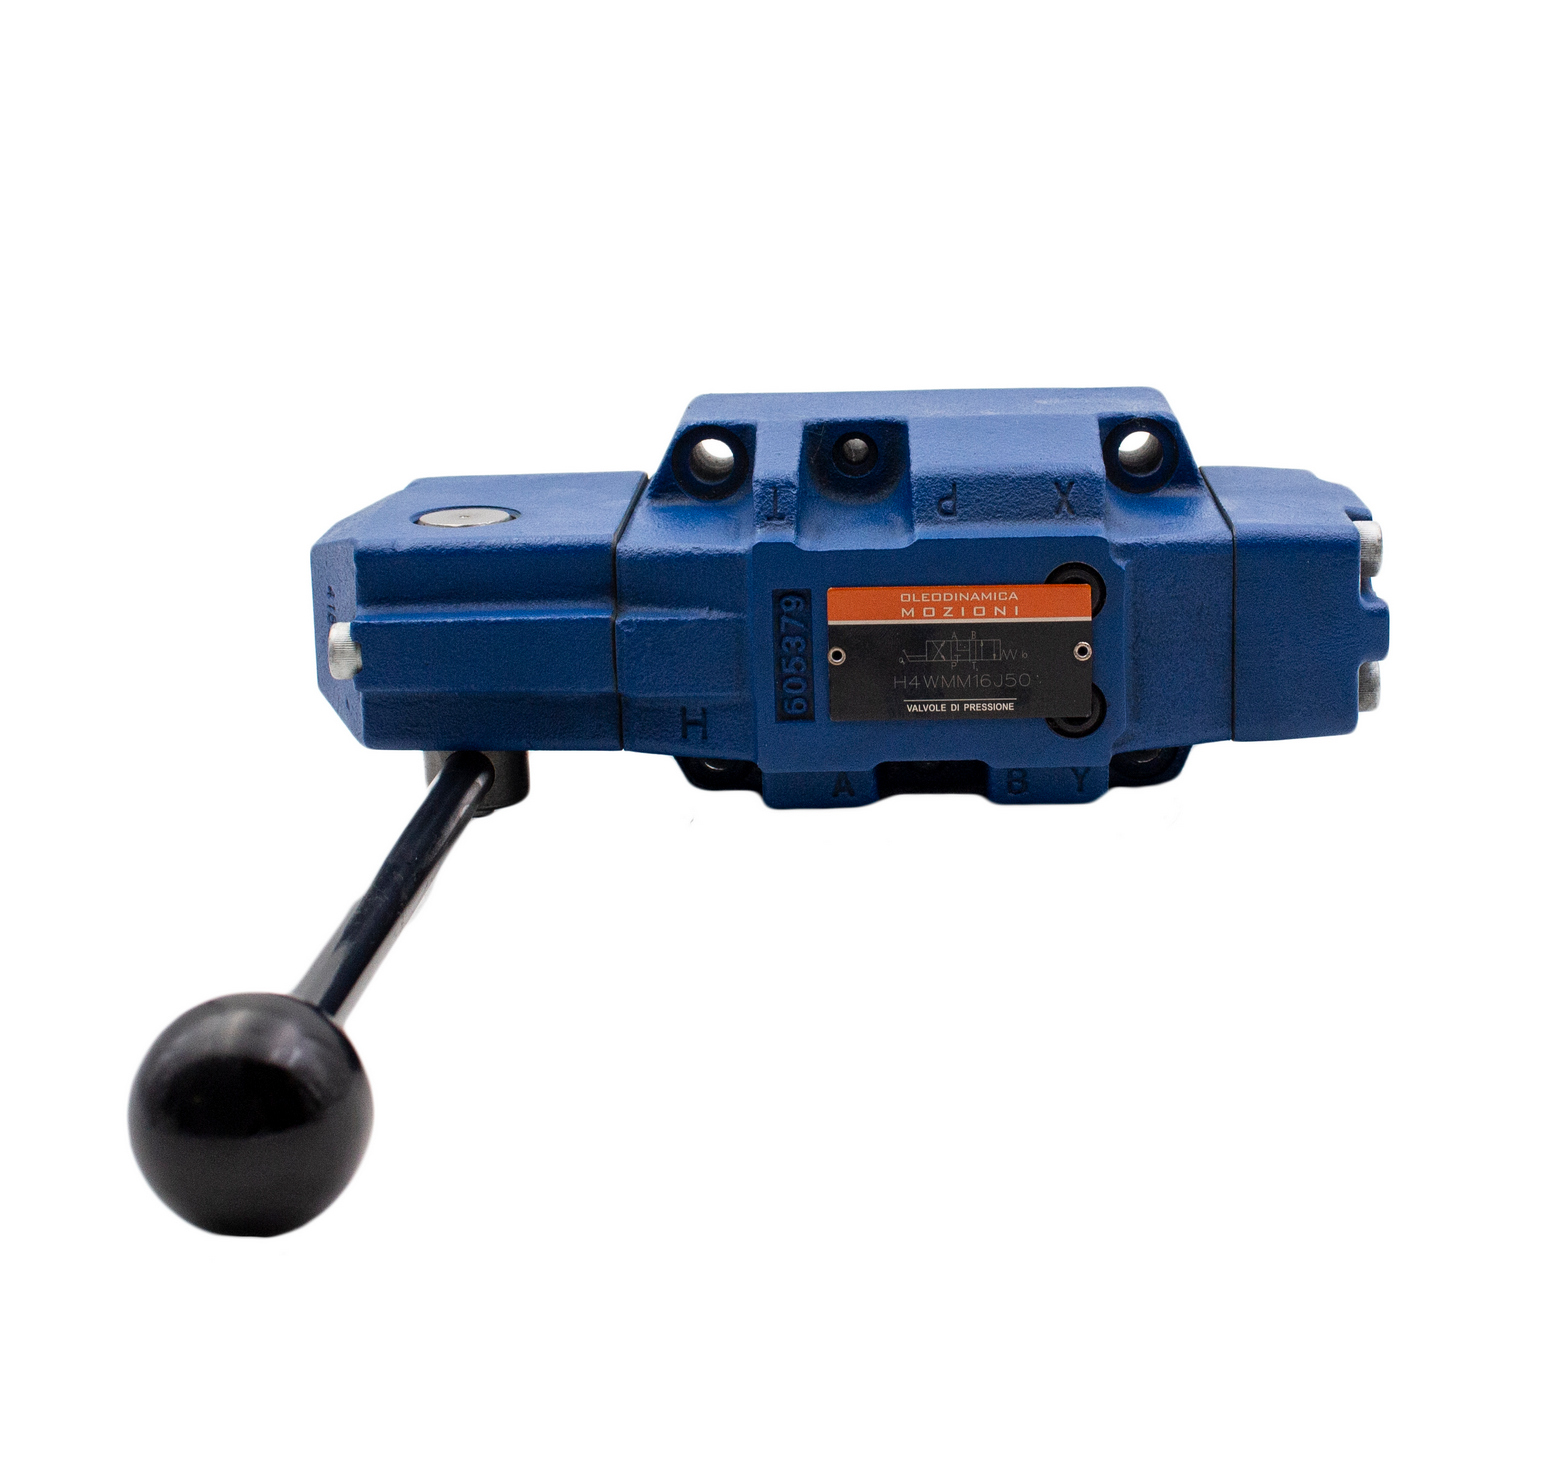 T P X
OLEODINAMICA
MOZIONI
605379
A B
P T
W b
H4WMM16J50
VALVOLE DI PRESSIONE
H
A B Y